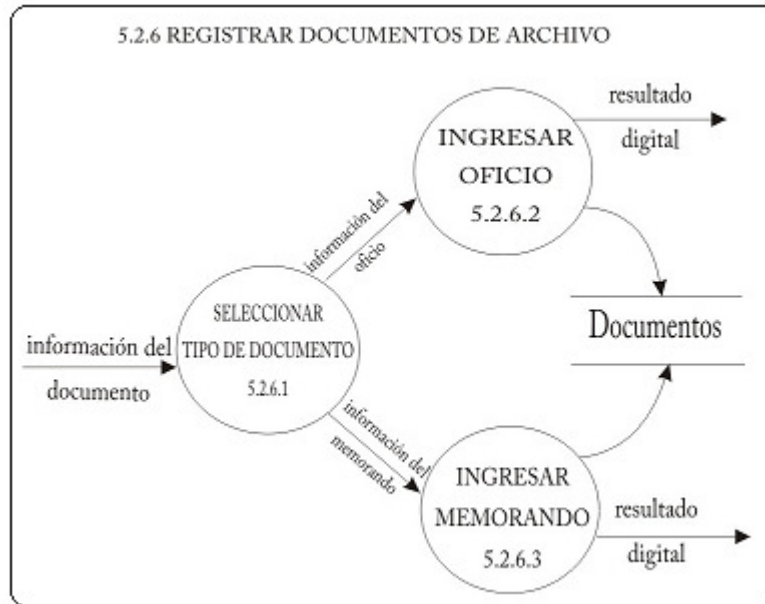 5.2.6 REGISTRAR DOCUMENTOS DE ARCHIVO
resultado
digital
INGRESAR
OFICIO
5.2.6.2
información del
oficio
SELECCIONAR
TIPO DE DOCUMENTO
5.2.6.1
información del
documento
Documentos
información del
memorando
INGRESAR
MEMORANDO
5.2.6.3
resultado
digital